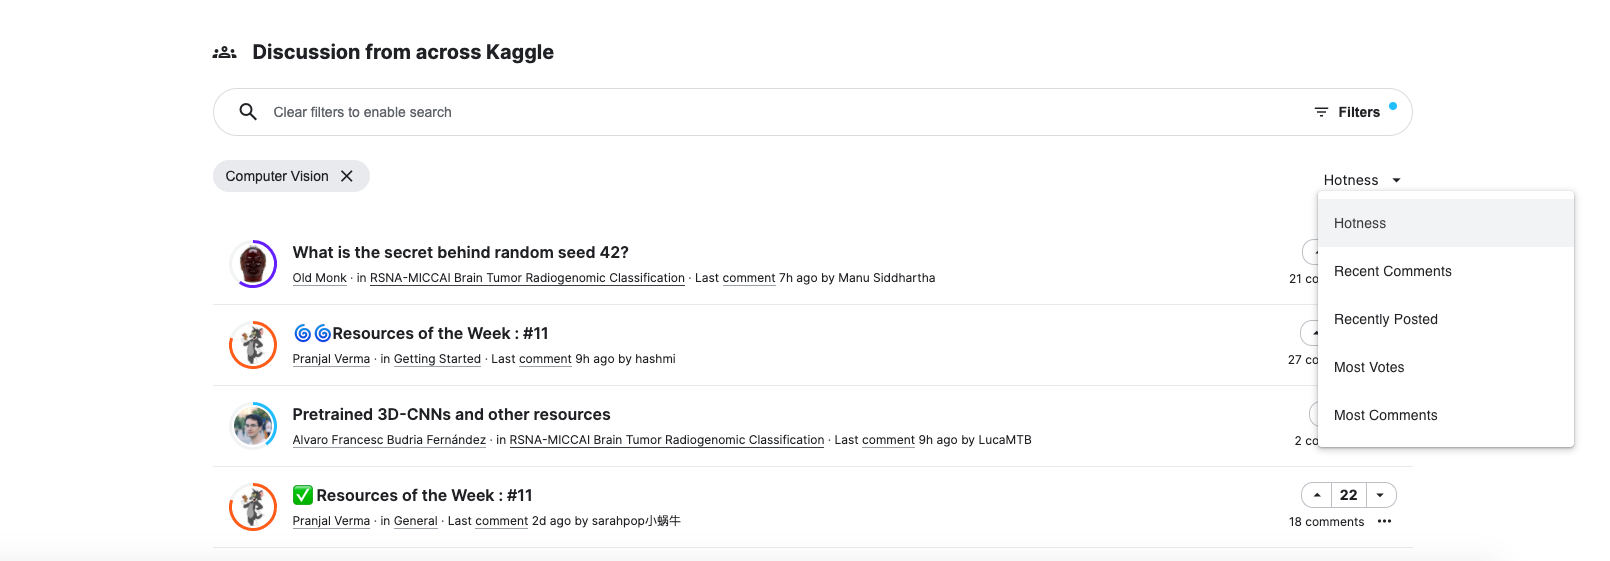 Discussion from across Kaggle
Clear filters to enable search
Filters
Computer Vision
Hotness
Hotness
Recent Comments
Recently Posted
Most Votes
Most Comments
What is the secret behind random seed 42?
Old Monk · in RSNA-MICCAI Brain Tumor Radiogenomic Classification · Last comment 7h ago by Manu Siddhartha
21 co
🌀🌀Resources of the Week : #11
Pranjal Verma · in Getting Started · Last comment 9h ago by hashmi
27 co
Pretrained 3D-CNNs and other resources
Alvaro Francesc Budria Fernández · in RSNA-MICCAI Brain Tumor Radiogenomic Classification · Last comment 9h ago by LucaMTB
2 co
✅ Resources of the Week : #11
Pranjal Verma · in General · Last comment 2d ago by sarahpop小蜗牛
22
18 comments